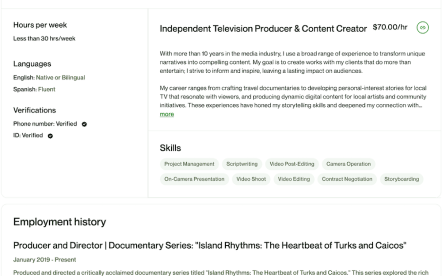 Hours per week
Less than 30 hrs/week
Languages
English: Native or Bilingual
Spanish: Fluent
Verifications
Phone number: Verified
ID: Verified
Independent Television Producer & Content Creator $70.00/hr
With more than 10 years in the media industry, I use a broad range of experience to transform unique
narratives into compelling content. My goal is to create works with my clients that do more than
entertain; I strive to inform and inspire, leaving a lasting impact on audiences.
My career ranges from crafting travel documentaries to developing personal-interest stories for local
TV that resonate with viewers, and producing dynamic digital content for local artists and community
initiatives. These experiences have honed my storytelling skills and deepened my connection with...
more
Skills
Project Management Scriptwriting Video Post-Editing Camera Operation
On-Camera Presentation Video Shoot Video Editing Contract Negotiation Storyboarding
Employment history
Producer and Director | Documentary Series: "Island Rhythms: The Heartbeat of Turks and Caicos"
January 2019 - Present
Produced and directed a critically acclaimed documentary series titled "Island Rhythms: The Heartbeat of Turks and Caicos." This series explored the rich